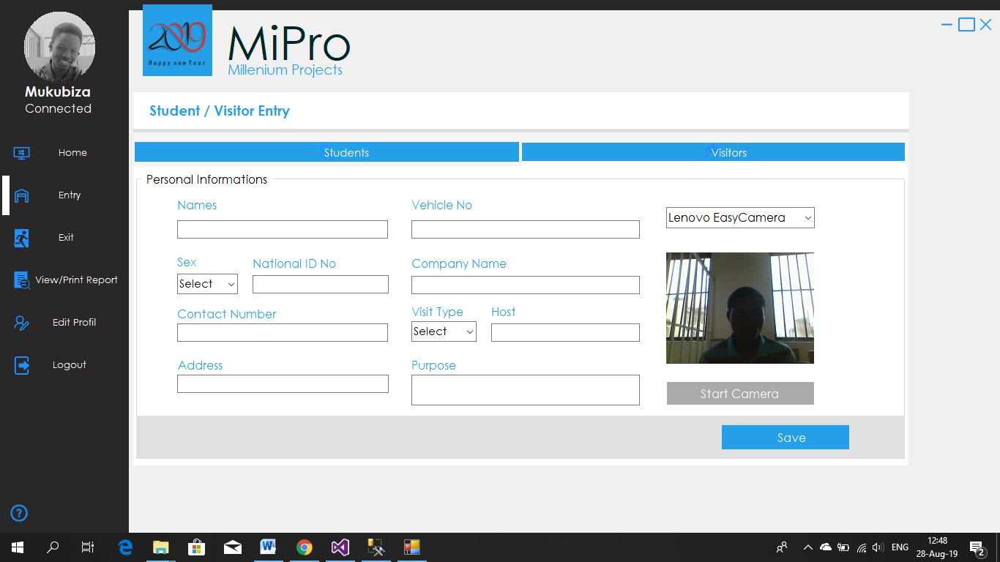 2019
Happy new Year
MiPro
Millenium Projects
Mukubiza
Connected
Home
Entry
Exit
View/Print Report
Edit Profil
Logout
?
Student / Visitor Entry
Students
Visitors
Personal Informations
Names
Vehicle No
Lenovo EasyCamera
Sex
National ID No
Company Name
Select
Contact Number
Visit Type
Host
Select
Address
Purpose
Start Camera
Save
ENG
12:48
28-Aug-19
2